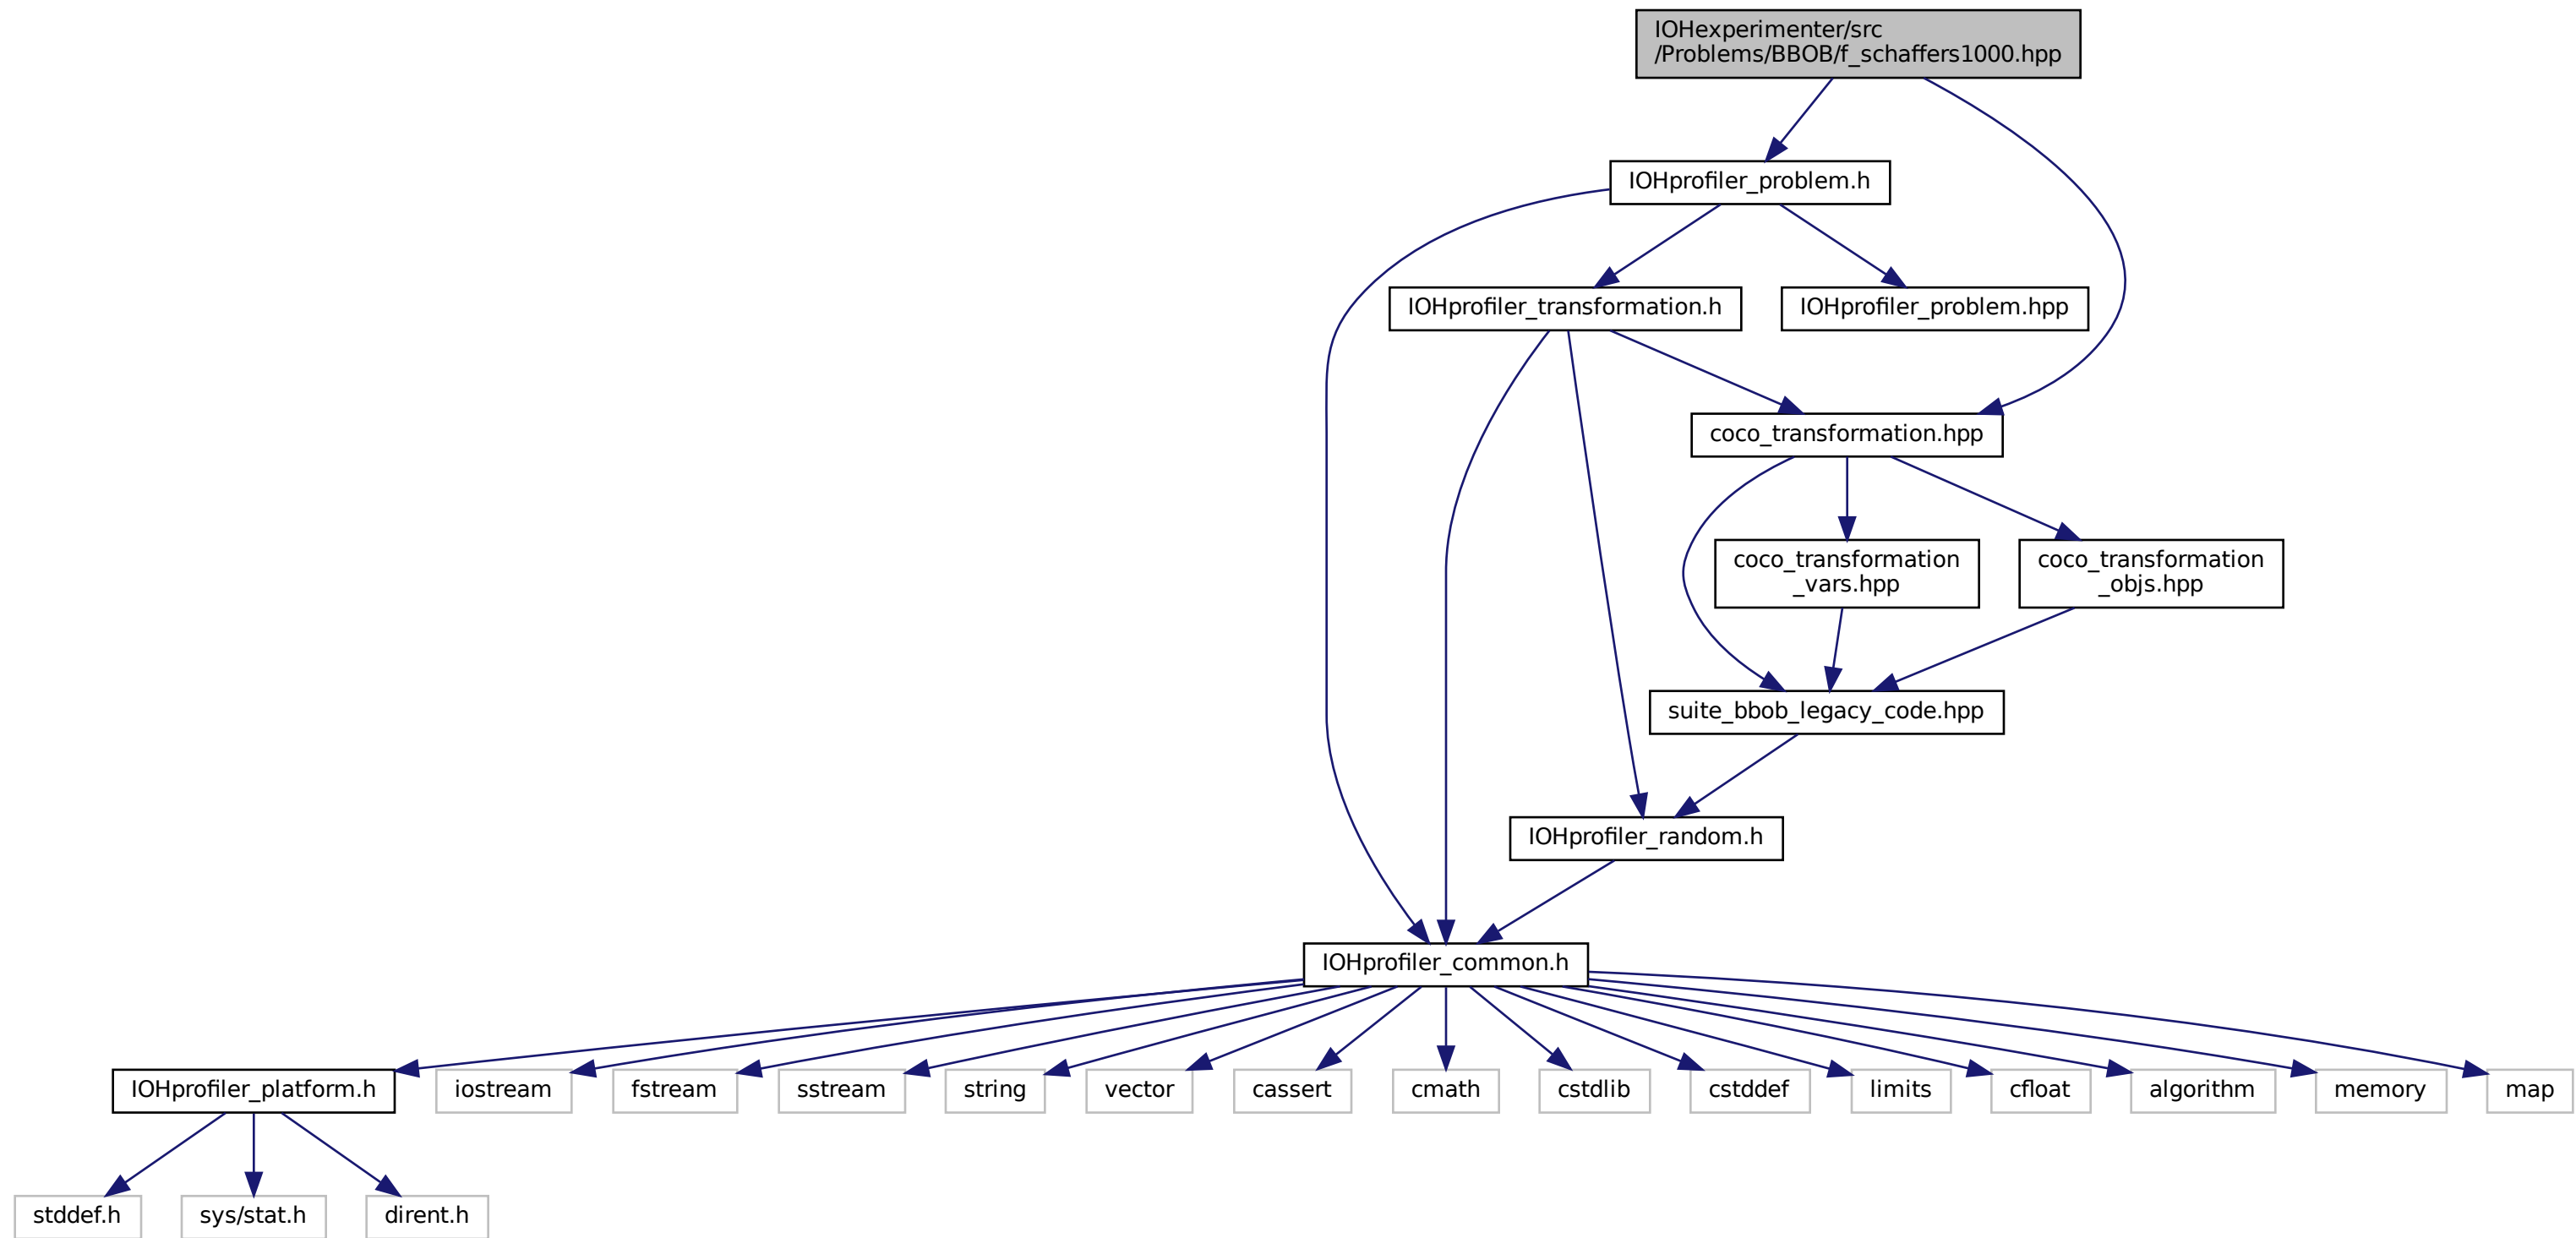 IOHexperimenter/src
/Problems/BBOB/f_schaffers1000.hpp
IOHprofiler_problem.h
IOHprofiler_transformation.h
IOHprofiler_problem.hpp
coco_transformation.hpp
coco_transformation
_vars.hpp
coco_transformation
_objs.hpp
suite_bbob_legacy_code.hpp
IOHprofiler_random.h
IOHprofiler_common.h
IOHprofiler_platform.h
iostream
fstream
sstream
string
vector
cassert
cmath
cstdlib
cstddef
limits
cfloat
algorithm
memory
map
stddef.h
sys/stat.h
dirent.h